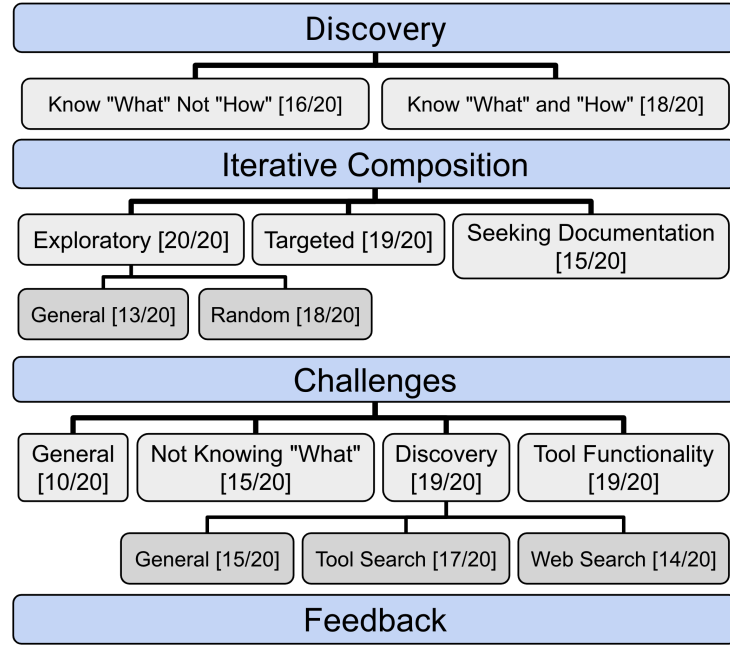 Discovery
Know "What" Not "How" [16/20]
Know "What" and "How" [18/20]
Iterative Composition
Exploratory [20/20]
Targeted [19/20]
Seeking Documentation
[15/20]
General [13/20]
Random [18/20]
Challenges
General
[10/20]
Not Knowing "What"
[15/20]
Discovery
[19/20]
Tool Functionality
[19/20]
General [15/20]
Tool Search [17/20]
Web Search [14/20]
Feedback